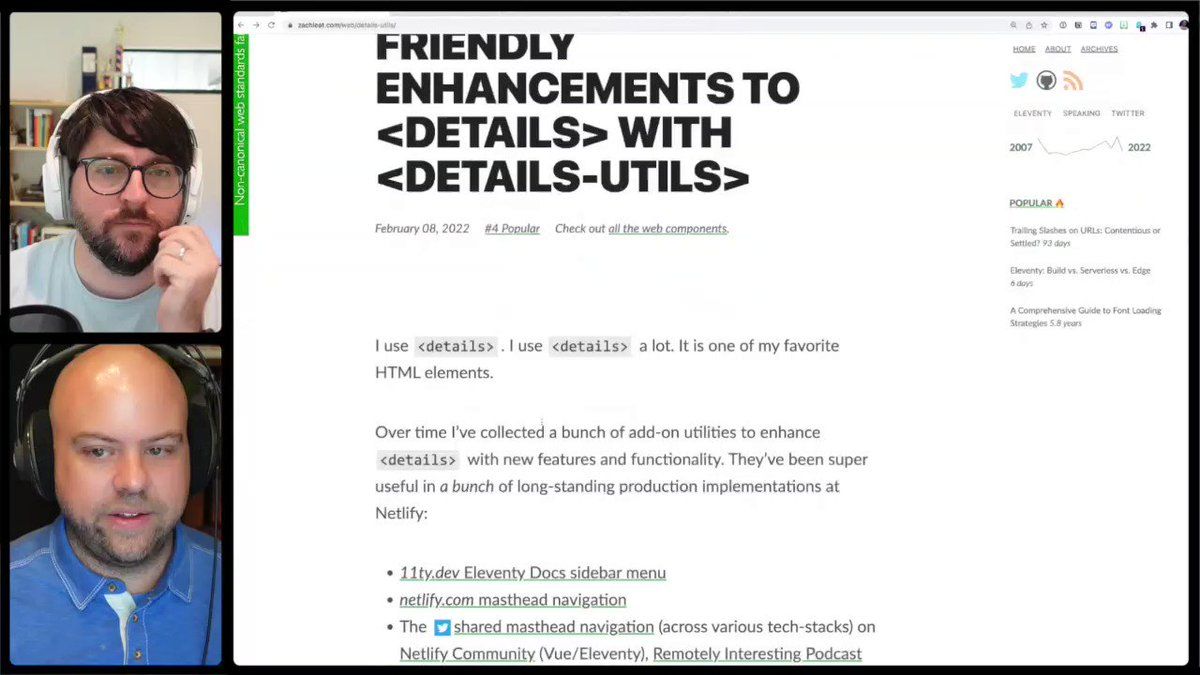 zachleat.com/web/details-utils/
Non-canonical web standards fa
FRIENDLY
ENHANCEMENTS TO
<DETAILS> WITH
<DETAILS-UTILS>
February 08, 2022 #4 Popular Check out all the web components.
I use <details> . I use <details> a lot. It is one of my favorite
HTML elements.
Over time I’ve collected a bunch of add-on utilities to enhance
<details> with new features and functionality. They’ve been super
useful in a bunch of long-standing production implementations at
Netlify:
• 11ty.dev Eleventy Docs sidebar menu
• netlify.com masthead navigation
• The shared masthead navigation (across various tech-stacks) on
Netlify Community (Vue/Eleventy), Remotely Interesting Podcast
HOME ABOUT ARCHIVES
ELEVENTY SPEAKING TWITTER
2007 2022
POPULAR 🔥
Trailing Slashes on URLs: Contentious or
Settled? 93 days
Eleventy: Build vs. Serverless vs. Edge
6 days
A Comprehensive Guide to Font Loading
Strategies 5.8 years